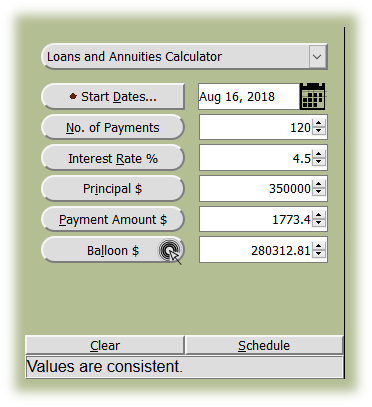 Loans and Annuities Calculator
Start Dates... Aug 16, 2018
No. of Payments 120
Interest Rate % 4.5
Principal $ 350000
Payment Amount $ 1773.4
Balloon $ 280312.81
Clear Schedule
Values are consistent.